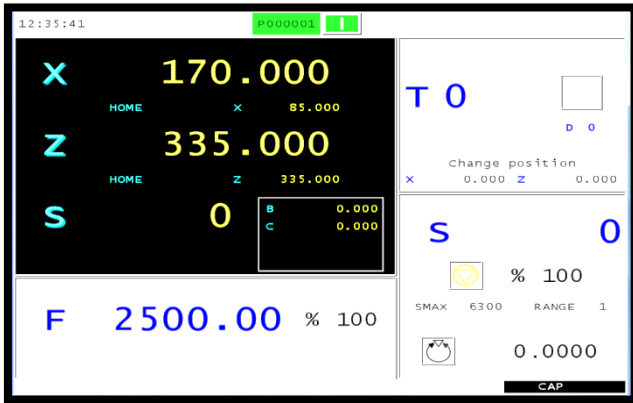 12:35:41 P000001
X 170.000
HOME X 85.000
Z 335.000
HOME Z 335.000
S 0
B 0.000
C 0.000
F 2500.00 % 100
T 0
D 0
Change position
X 0.000 Z 0.000
S 0
% 100
SMAX 6300 RANGE 1
0.0000
CAP